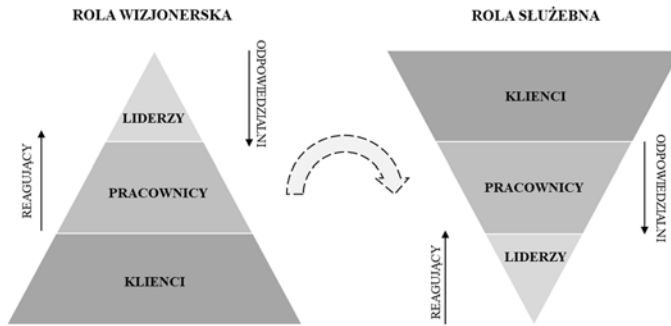 ROLA WIZJONERSKA
LIDERZY
PRACOWNICY
KLIENCI
REAGUJĄCY
ODPOWIEDZIALNI
ROLA SŁUŻEBNA
KLIENCI
PRACOWNICY
LIDERZY
REAGUJĄCY
ODPOWIEDZIALNI